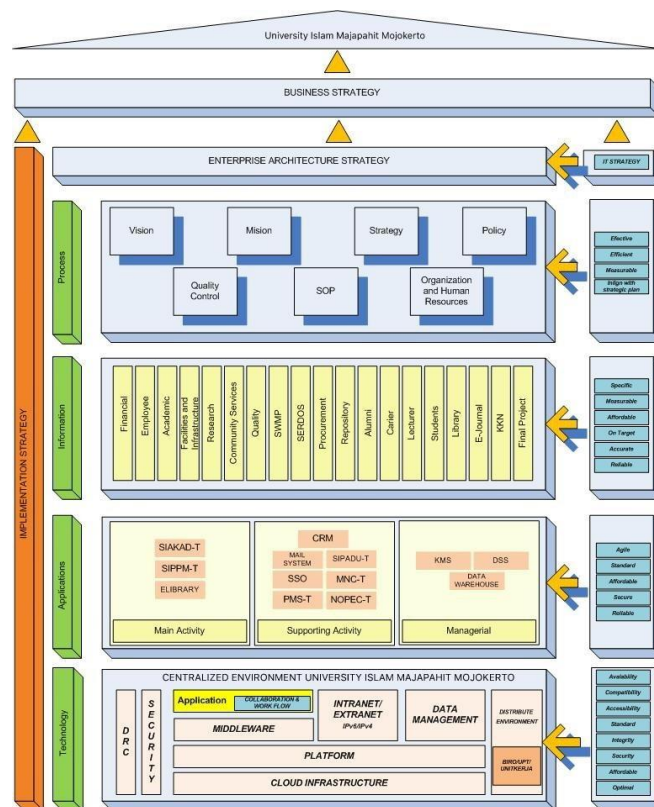 University Islam Majapahit Mojokerto
BUSINESS STRATEGY
ENTERPRISE ARCHITECTURE STRATEGY
IT STRATEGY
IMPLEMENTATION STRATEGY
Process
Vision
Mision
Strategy
Policy
Quality
Control
SOP
Organization
and Human
Resources
Efective
Efficient
Measurable
Inlign with
strategic plan
Information
Financial
Employee
Academic
Facilities and
Infrastructure
Research
Community Services
Quality
SWMP
SERDOS
Procurement
Repository
Alumni
Carier
Lecturer
Students
Library
E-Journal
KKN
Final Project
Specific
Measurable
Affordable
On Target
Accurate
Reliable
Applications
SIAKAD-T
SIPPM-T
ELIBRARY
Main Activity
CRM
MAIL
SYSTEM
SIPADU-T
SSO
MNC-T
PMS-T
NOPEC-T
Supporting Activity
KMS
DSS
DATA
WAREHOUSE
Managerial
Agile
Standard
Affordable
Secure
Reliable
Technology
CENTRALIZED ENVIRONMENT UNIVERSITY ISLAM MAJAPAHIT MOJOKERTO
DRC
SECURITY
Application
COLLABORATION &
WORK FLOW
MIDDLEWARE
INTRANET/
EXTRANET
IPv6/IPv4
DATA
MANAGEMENT
DISTRIBUTE
ENVIRONMENT
PLATFORM
CLOUD INFRASTRUCTURE
BIRO/UPT/
UNITKERJA
Availability
Compatibility
Accessibility
Standard
Integrity
Security
Affordable
Optimal